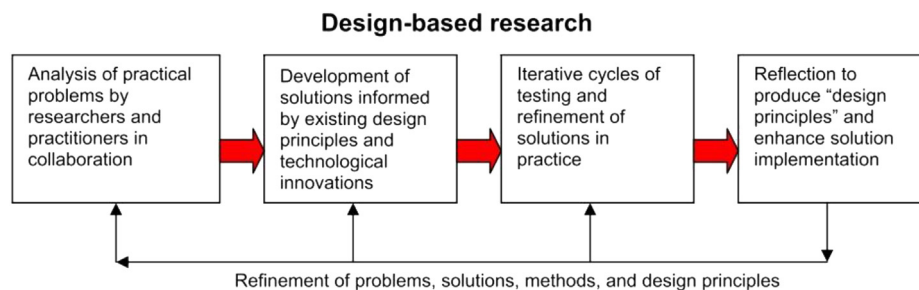 Design-based research
Analysis of practical
problems by
researchers and
practitioners in
collaboration
Development of
solutions informed
by existing design
principles and
technological
innovations
Iterative cycles of
testing and
refinement of
solutions in
practice
Reflection to
produce “design
principles” and
enhance solution
implementation
Refinement of problems, solutions, methods, and design principles